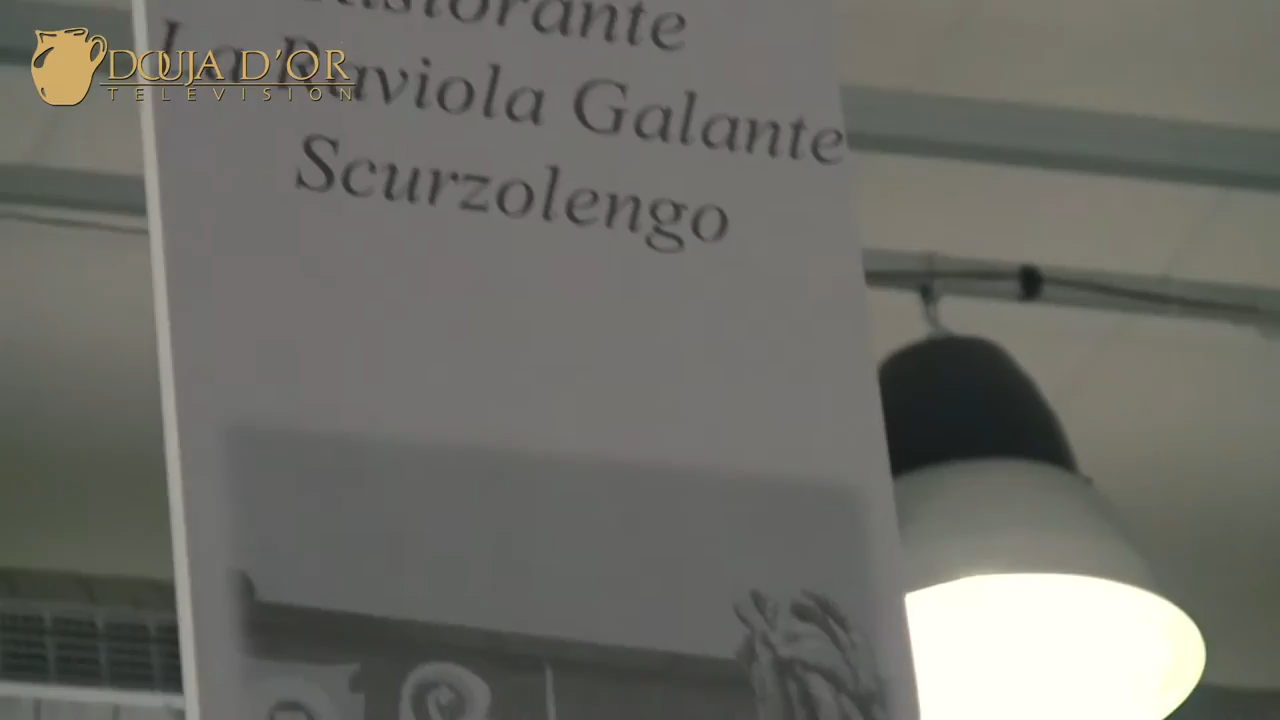 DOUJA D'OR
TELEVISION
Ristorante
La Raviola Galante
Scurzolengo